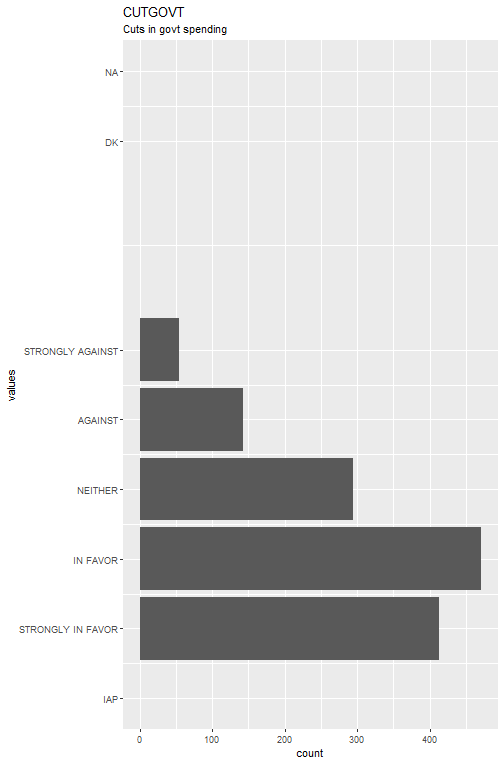 CUTGOVT
Cuts in govt spending
NA
DK
STRONGLY AGAINST
AGAINST
NEITHER
IN FAVOR
STRONGLY IN FAVOR
IAP
values
0 100 200 300 400
count